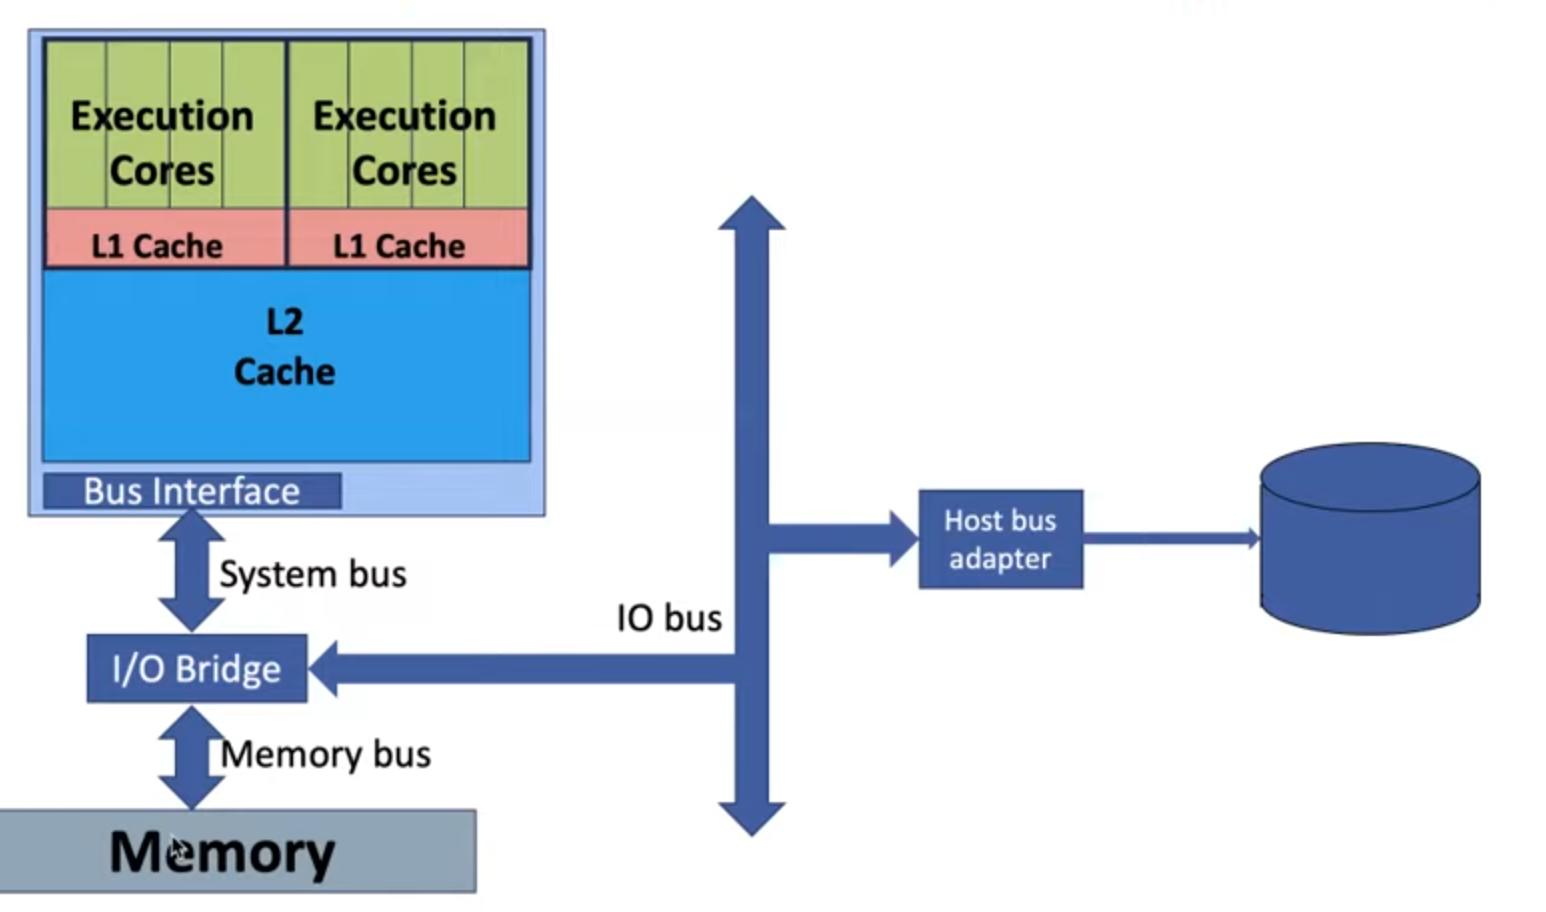 Execution
Cores
Execution
Cores
L1 Cache
L1 Cache
L2
Cache
Bus Interface
System bus
I/O Bridge
Memory bus
Memory
IO bus
Host bus
adapter